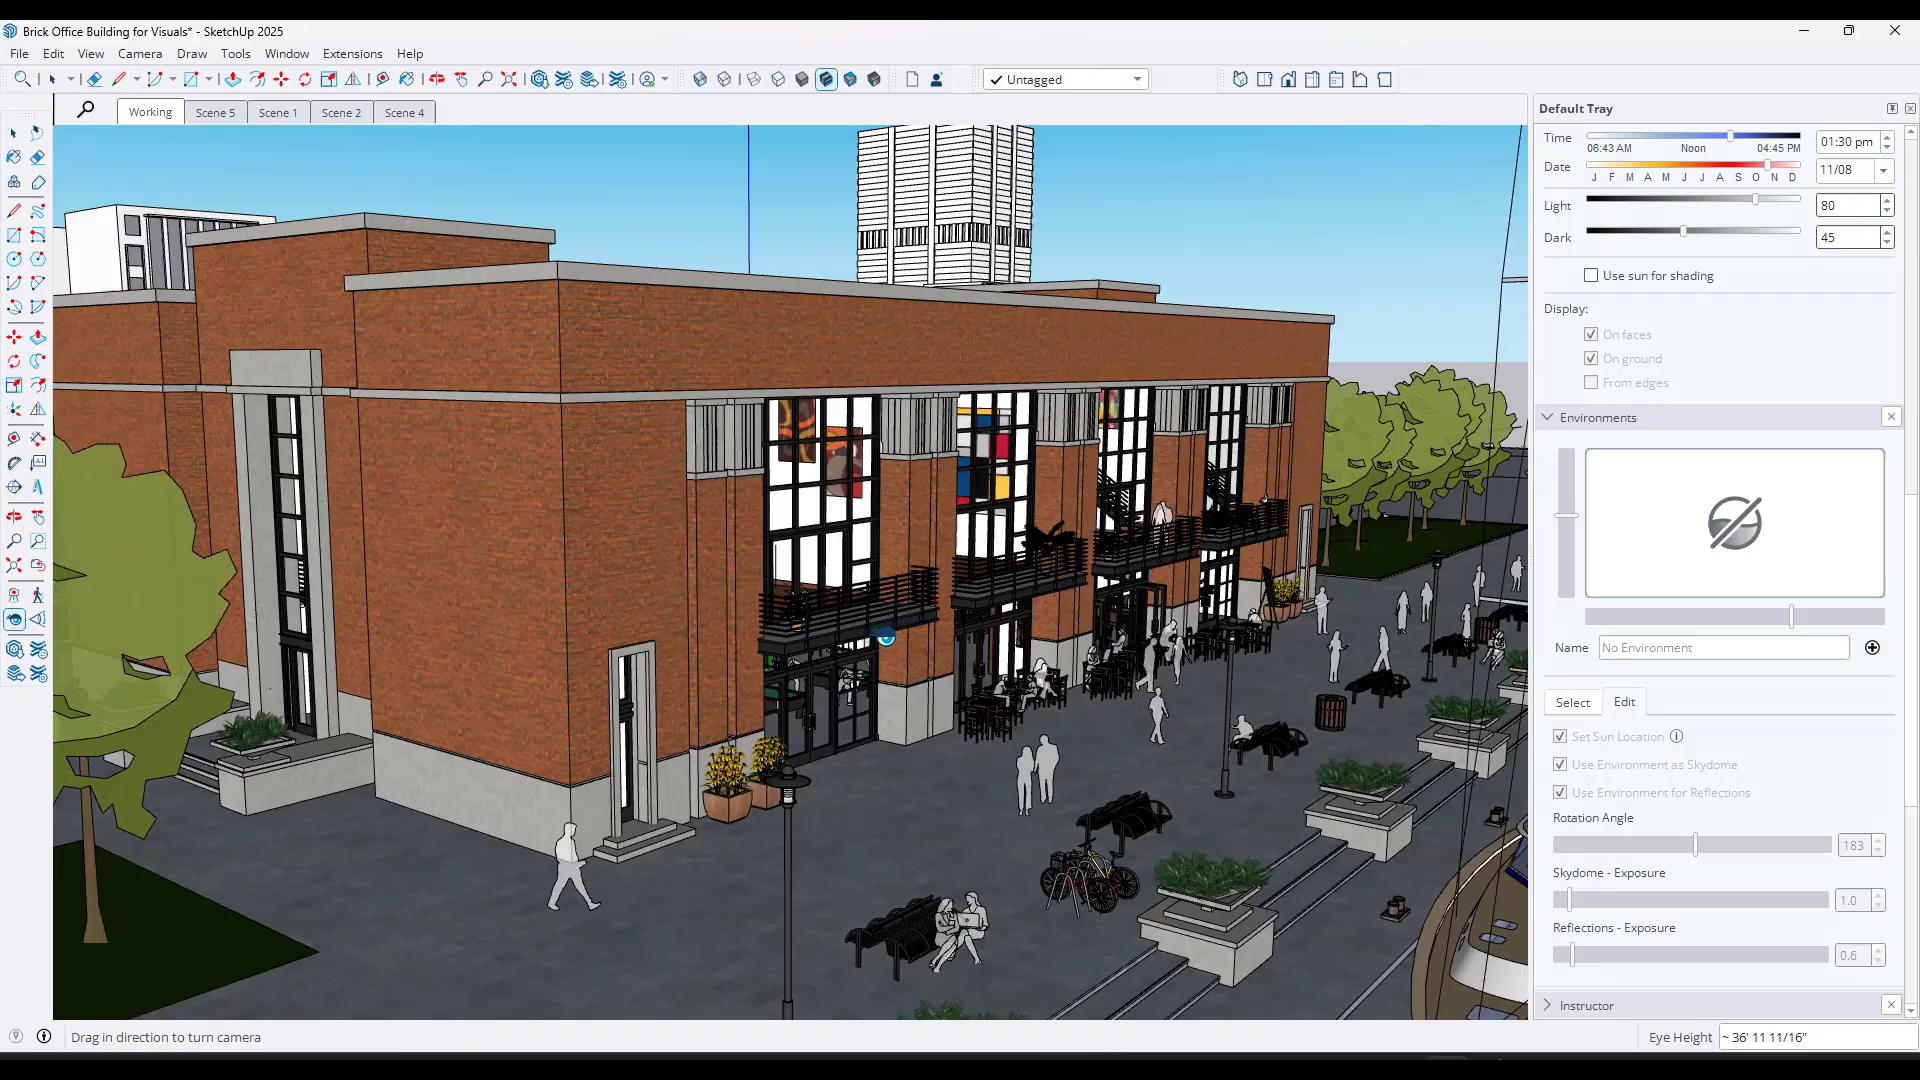 Brick Office Building for Visuals* - SketchUp 2025
File Edit View Camera Draw Tools Window Extensions Help
Untagged
Working Scene 5 Scene 1 Scene 2 Scene 4
Default Tray
Time 01:30 pm
06:43 AM Noon 04:45 PM
Date 11/08
J F M A M J J A S O N D
Light 80
Dark 45
Use sun for shading
Display:
On faces
On ground
From edges
Environments
Name No Environment
Select Edit
Set Sun Location
Use Environment as Skydome
Use Environment for Reflections
Rotation Angle
183
Skydome - Exposure
1.0
Reflections - Exposure
0.6
Instructor
Drag in direction to turn camera
Eye Height ~ 36' 11 11/16"